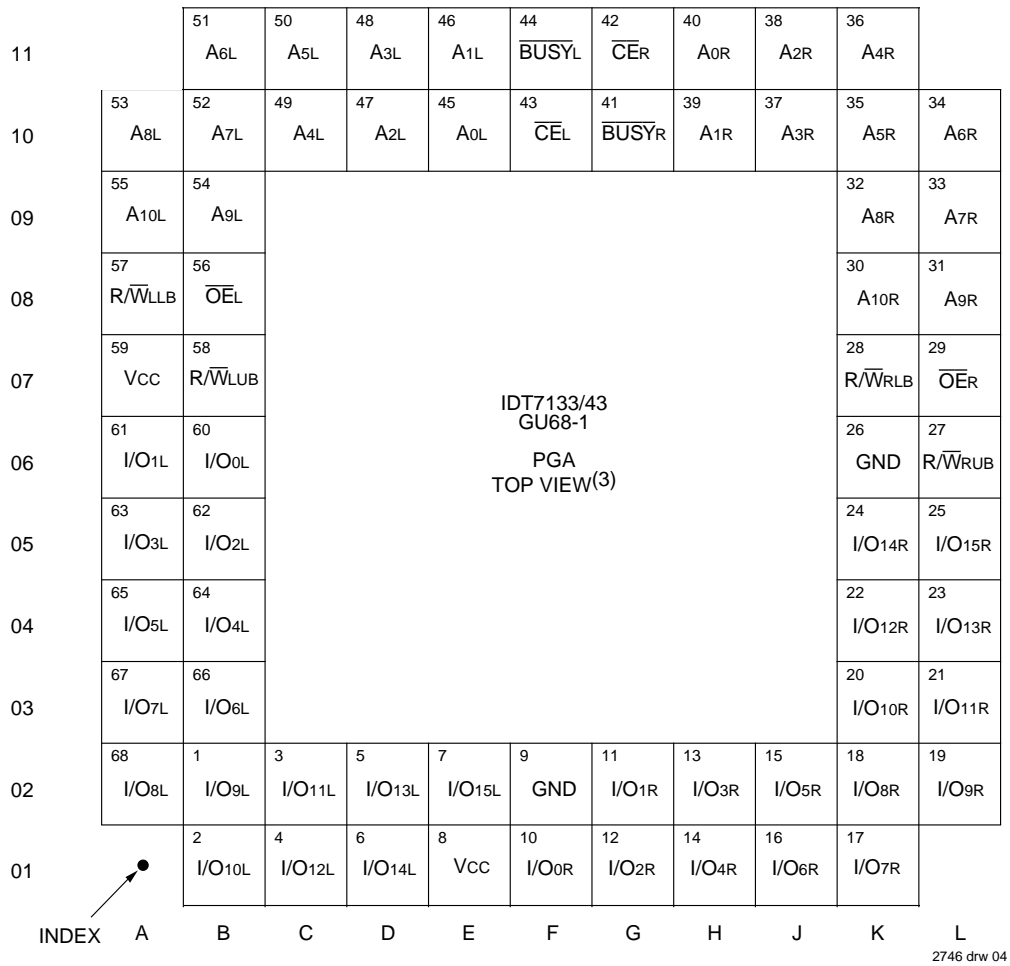 51 50 48 46 44 42 40 38 36
11 A6L A5L A3L A1L BUSYL CER A0R A2R A4R
53 52 49 47 45 43 41 39 37 35 34
10 A8L A7L A4L A2L A0L CEL BUSYR A1R A3R A5R A6R
55 54 32 33
09 A10L A9L A8R A7R
57 56 30 31
08 R/WLLB OEL A10R A9R
59 58 28 29
07 VCC R/WLUB R/WRLB OER
IDT7133/43
GU68-1
61 60 26 27
06 I/O1L I/O0L PGA GND R/WRUB
TOP VIEW(3)
63 62 24 25
05 I/O3L I/O2L I/O14R I/O15R
65 64 22 23
04 I/O5L I/O4L I/O12R I/O13R
67 66 20 21
03 I/O7L I/O6L I/O10R I/O11R
68 1 3 5 7 9 11 13 15 18 19
02 I/O8L I/O9L I/O11L I/O13L I/O15L GND I/O1R I/O3R I/O5R I/O8R I/O9R
2 4 6 8 10 12 14 16 17
01 I/O10L I/O12L I/O14L VCC I/O0R I/O2R I/O4R I/O6R I/O7R
INDEX A B C D E F G H J K L
2746 drw 04